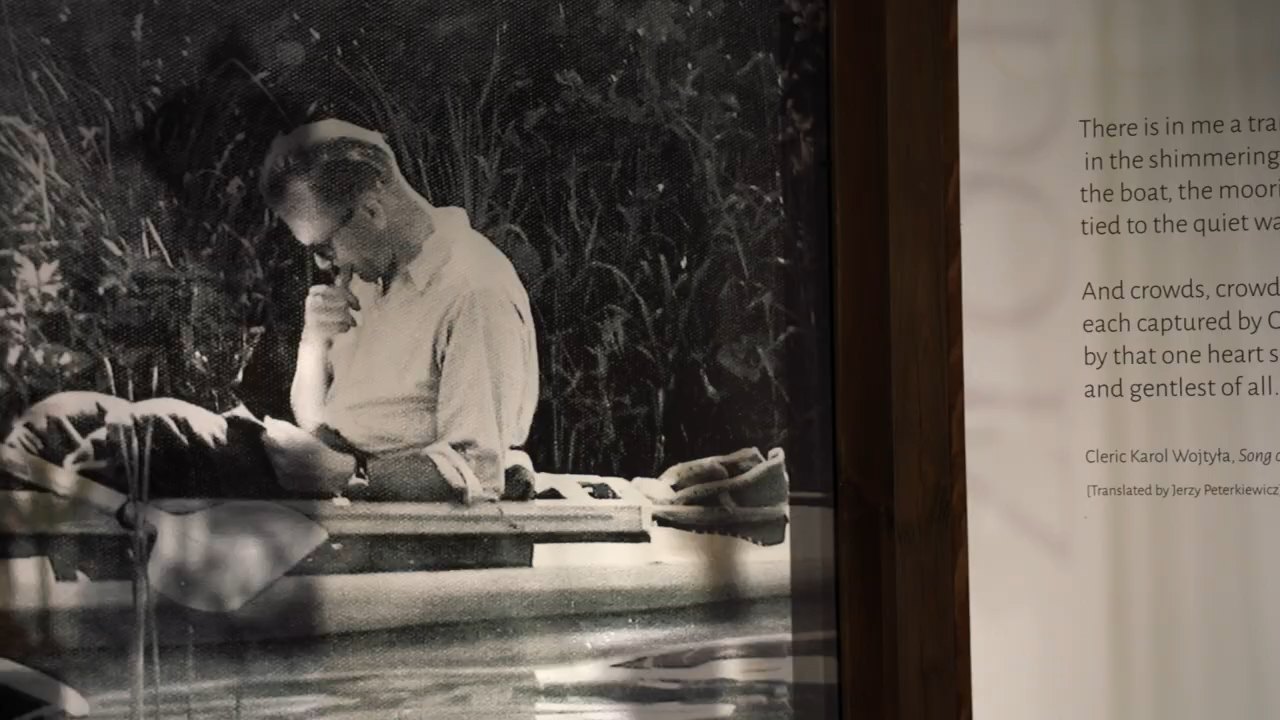 There is in me a tra
in the shimmering
the boat, the moori
tied to the quiet wa
And crowds, crowd
each captured by C
by that one heart s
and gentlest of all.
Cleric Karol Wojtyła, Song o
[Translated by Jerzy Peterkiewicz]